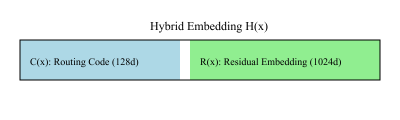 Hybrid Embedding H(x)
C(x): Routing Code (128d)
R(x): Residual Embedding (1024d)